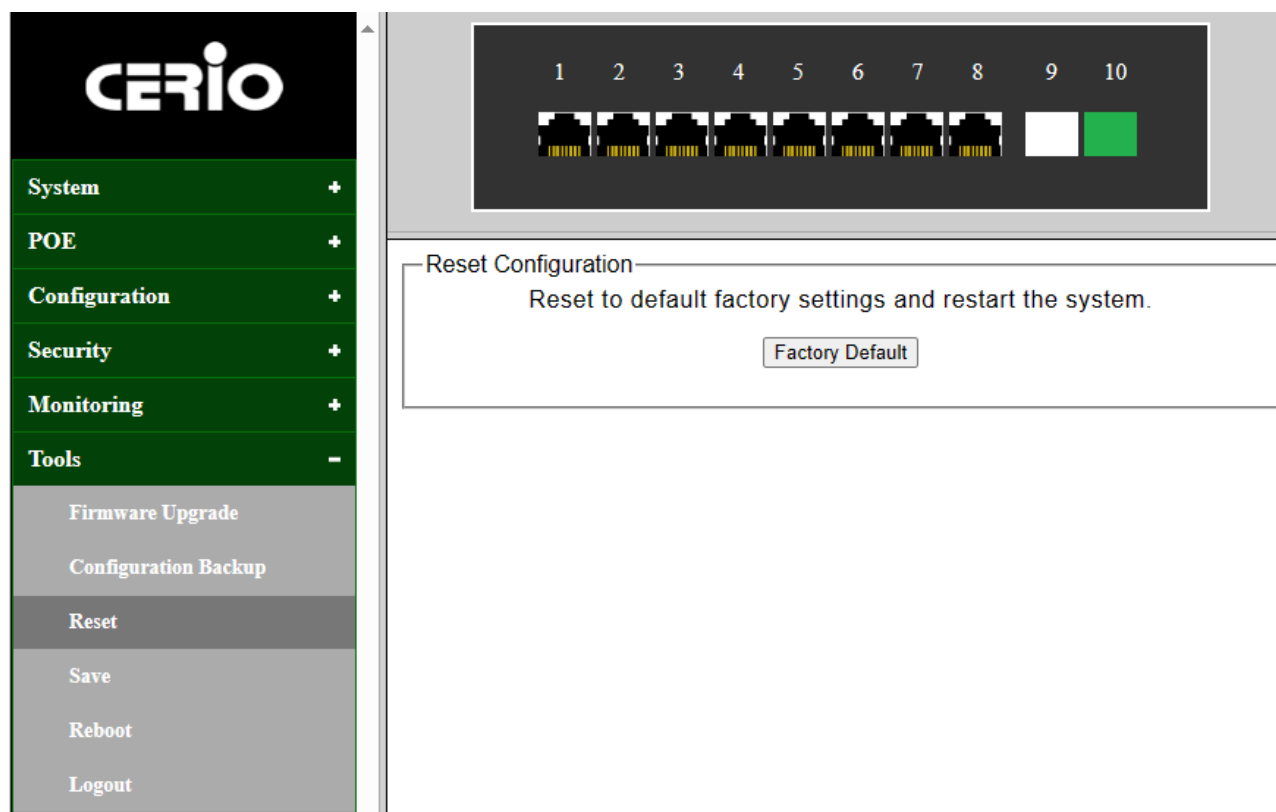 CERIO
System
POE
Configuration
Security
Monitoring
Tools
Firmware Upgrade
Configuration Backup
Reset
Save
Reboot
Logout
1 2 3 4 5 6 7 8 9 10
Reset Configuration
Reset to default factory settings and restart the system.
Factory Default